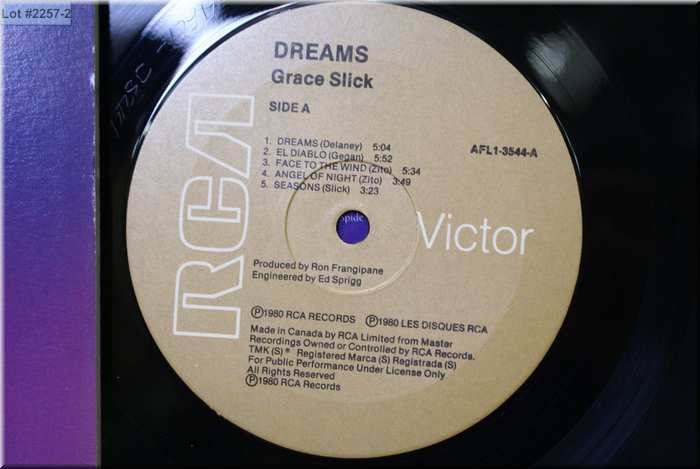 Lot #2257-2
DREAMS
Grace Slick
SIDE A
1. DREAMS (Delaney) 5:04
2. EL DIABLO (Gegan) 5:52
3. FACE TO THE WIND (Zito) 5:34
4. ANGEL OF NIGHT (Zito) 3:49
5. SEASONS (Slick) 3:23
AFL1-3544-A
RCA
Victor
Produced by Ron Frangipane
Engineered by Ed Sprigg
Ⓟ1980 RCA RECORDS Ⓟ1980 LES DISQUES RCA
Made in Canada by RCA Limited from Master
Recordings Owned or Controlled by RCA Records.
TMK (S)® Registered Marca (S) Registrada (S)
For Public Performance Under License Only
All Rights Reserved
Ⓟ1980 RCA Records